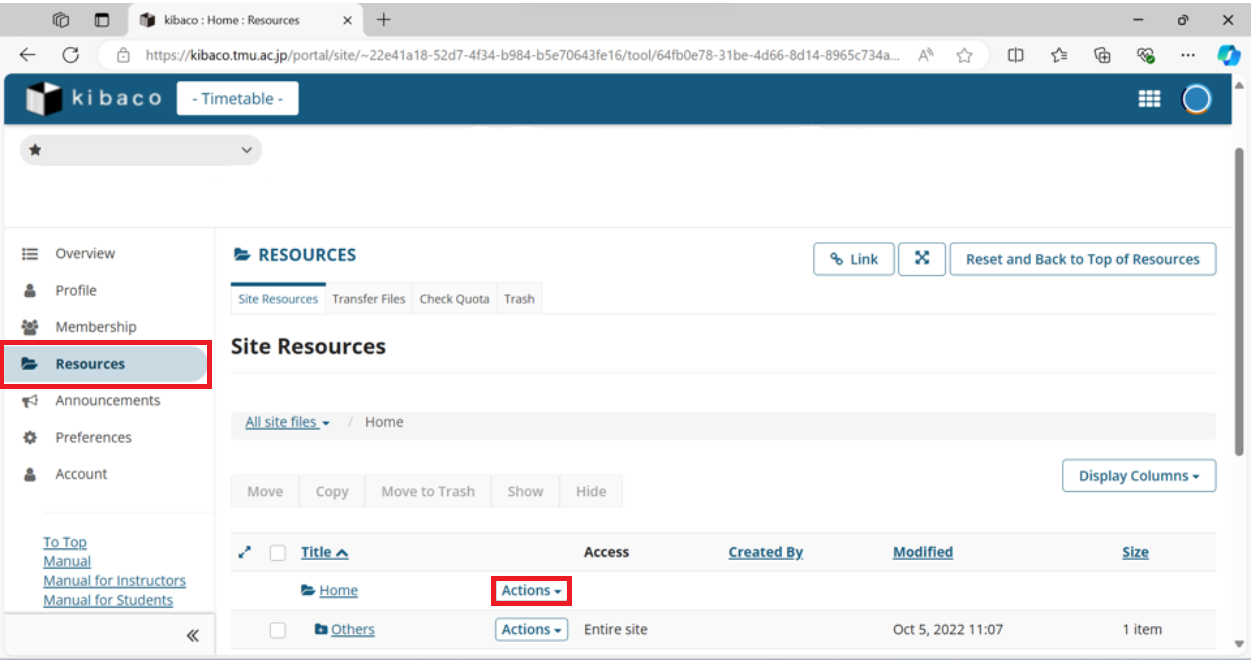 kibaco : Home : Resources
https://kibaco.tmu.ac.jp/portal/site/~22e41a18-52d7-4f34-b984-b5e70643fe16/tool/64fb0e78-31be-4d66-8d14-8965c734a...
kibaco
- Timetable -
Overview
Profile
Membership
Resources
Announcements
Preferences
Account
To Top
Manual
Manual for Instructors
Manual for Students
RESOURCES
Link
Reset and Back to Top of Resources
Site Resources Transfer Files Check Quota Trash
Site Resources
All site files / Home
Move Copy Move to Trash Show Hide
Display Columns
Title Access Created By Modified Size
Home Actions
Others Actions Entire site Oct 5, 2022 11:07 1 item